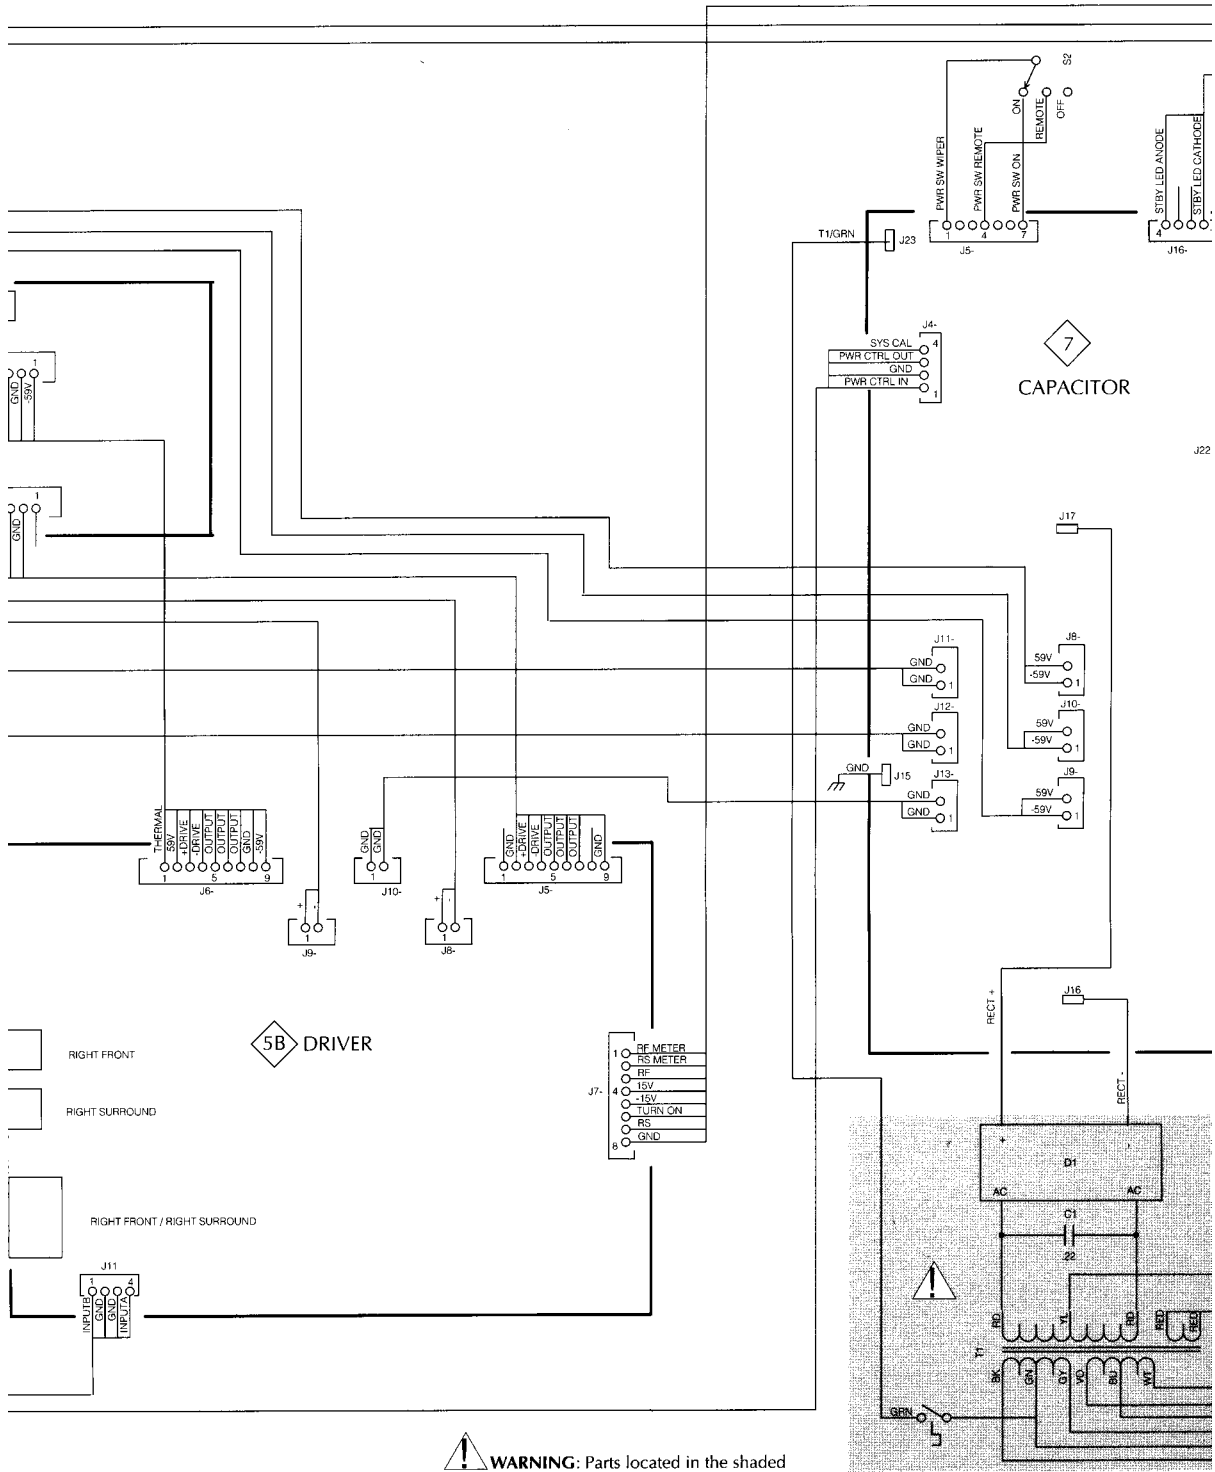 S2
ON
REMOTE
OFF
PWR SW WIPER
PWR SW REMOTE
PWR SW ON
STBY LED ANODE
STBY LED CATHODE
1
4
7
J5-
4
J16-
T1/GRN
J23
J4-
SYS CAL
4
PWR CTRL OUT
GND
PWR CTRL IN
1
7
CAPACITOR
J22
1
GND
-59V
1
GND
J17
J11-
GND
GND
1
J8-
59V
-59V
1
J12-
GND
GND
1
J10-
59V
-59V
1
GND
J15
J13-
GND
GND
1
J9-
59V
-59V
1
THERMAL
59V
+DRIVE
-DRIVE
OUTPUT
OUTPUT
OUTPUT
GND
-59V
1
5
9
J6-
GND
GND
1
J10-
GND
+DRIVE
-DRIVE
OUTPUT
OUTPUT
OUTPUT
GND
1
5
9
J5-
+
-
1
J9-
+
-
1
J8-
RECT +
J16
RECT -
5B
DRIVER
RIGHT FRONT
RIGHT SURROUND
RIGHT FRONT / RIGHT SURROUND
J7-
1
RF METER
RS METER
RF
4
15V
-15V
TURN ON
RS
8
GND
J11
1
4
INPUTB
GND
GND
INPUTA
+
-
D1
AC
AC
C1
.22
RD
YL
RD
RED
RED
T1
BK
GN
GY
VO
BU
WT
GRN
!
! WARNING: Parts located in the shaded